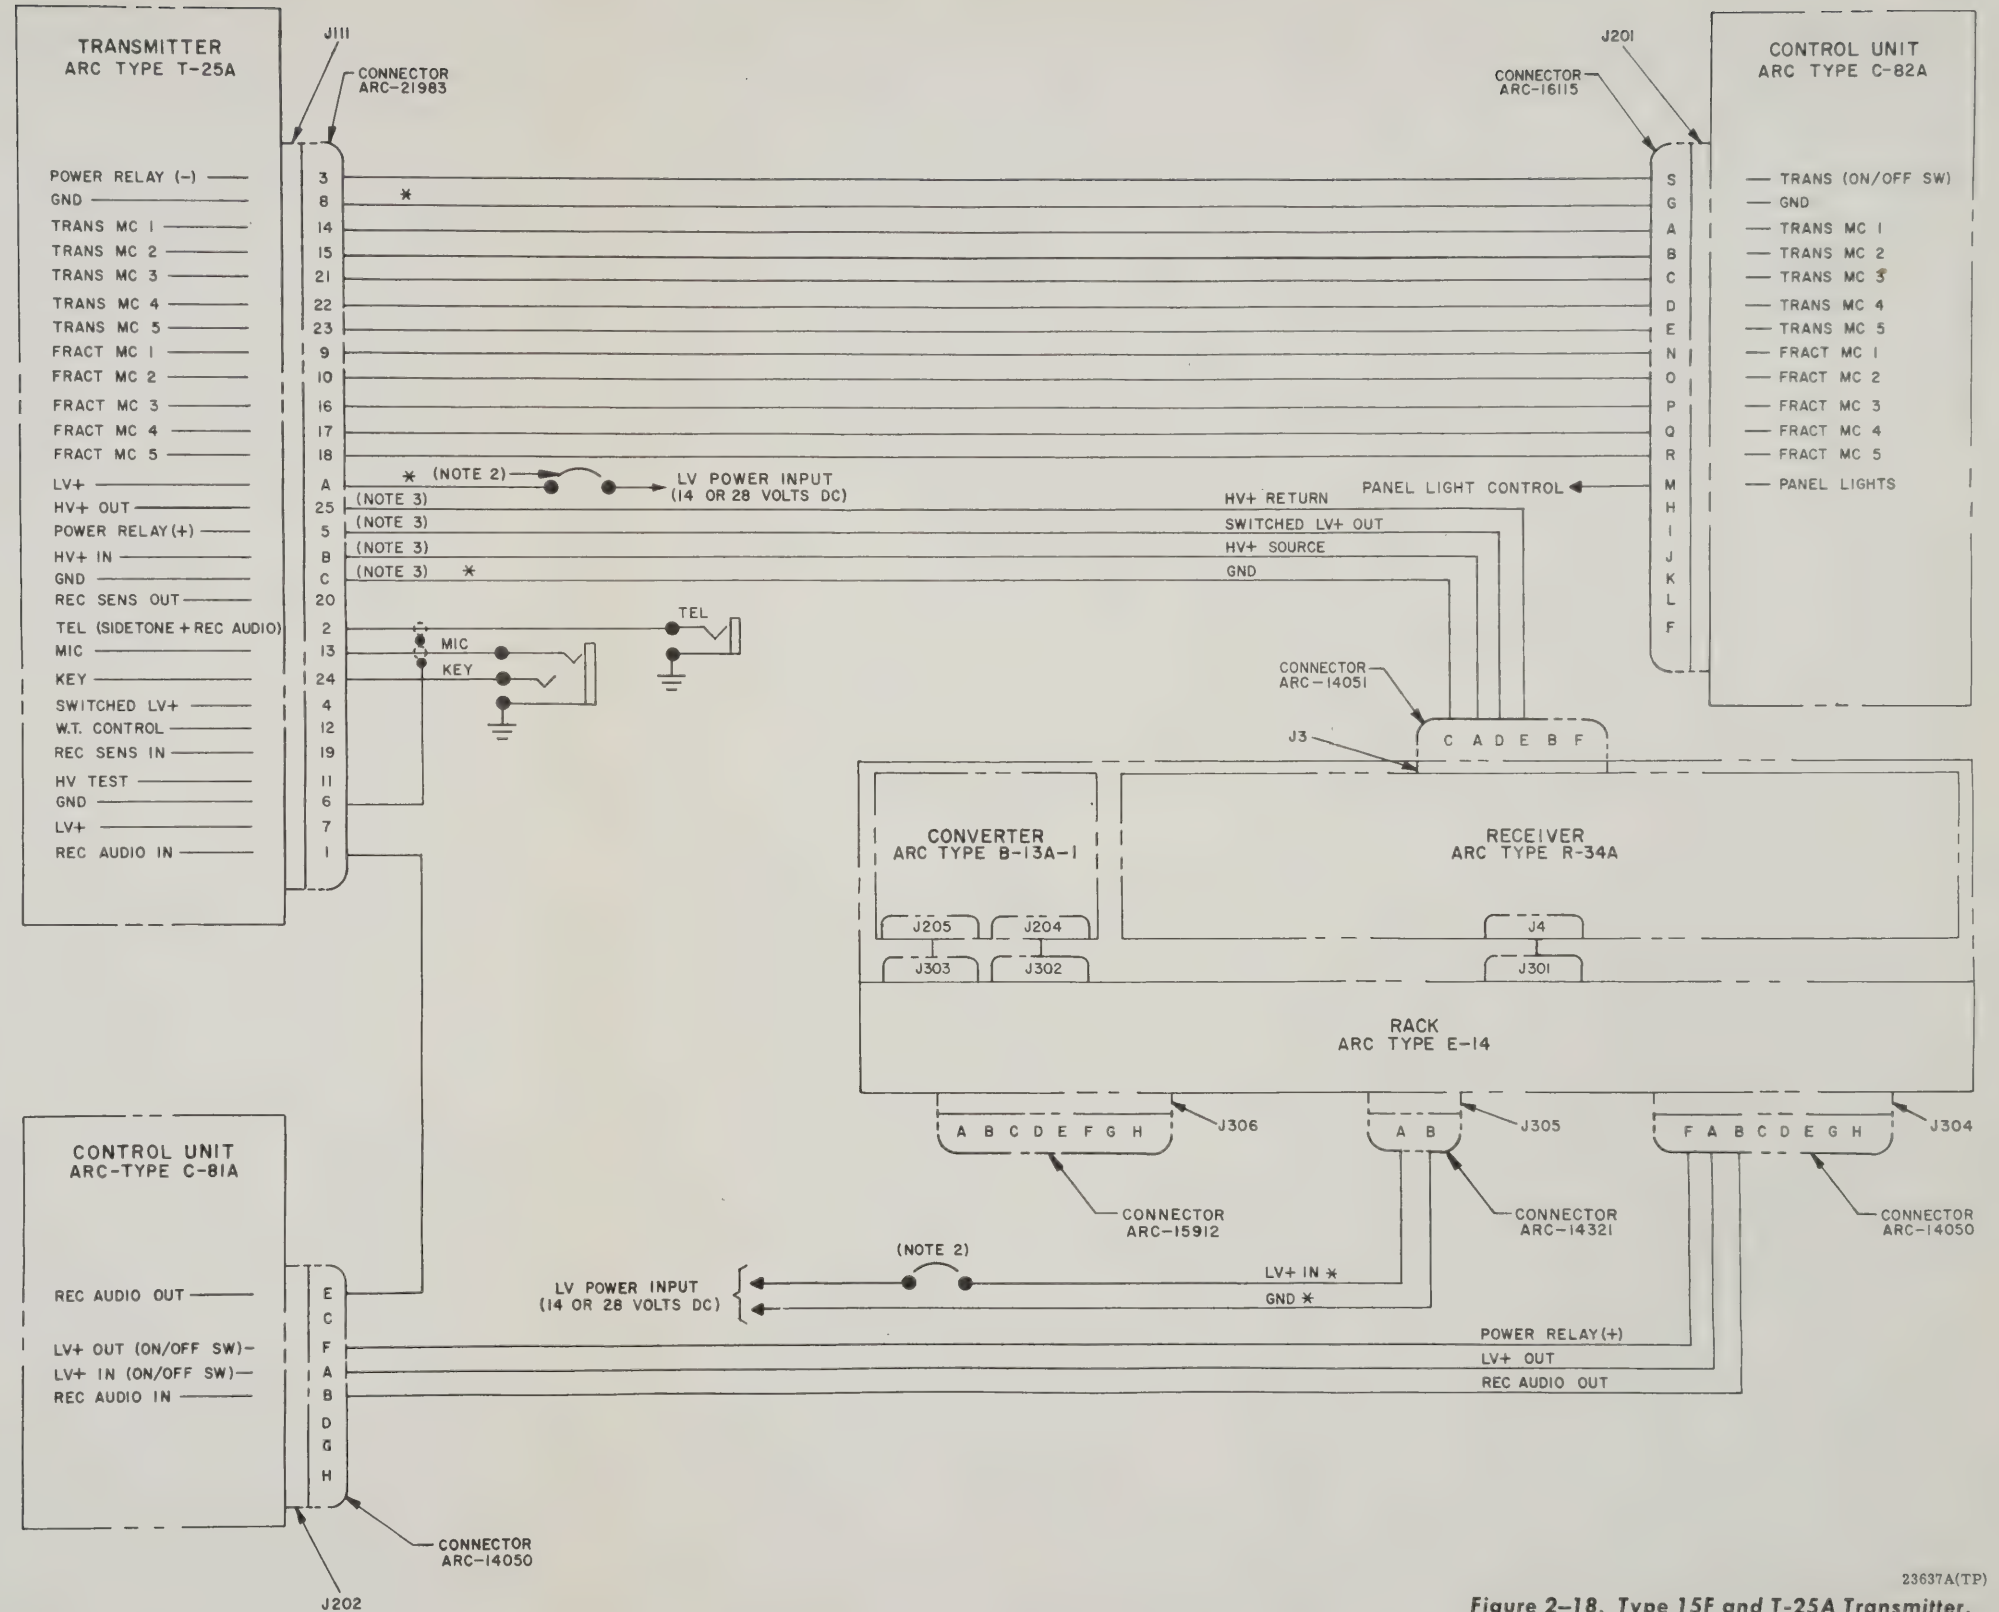 TRANSMITTER
ARC TYPE T-25A
J111
CONNECTOR
ARC-21983
J201
CONNECTOR
ARC-16115
CONTROL UNIT
ARC TYPE C-82A
POWER RELAY (-) 3 S TRANS (ON/OFF SW)
GND 8 * G GND
TRANS MC 1 14 A TRANS MC 1
TRANS MC 2 15 B TRANS MC 2
TRANS MC 3 21 C TRANS MC 3
TRANS MC 4 22 D TRANS MC 4
TRANS MC 5 23 E TRANS MC 5
FRACT MC 1 9 N FRACT MC 1
FRACT MC 2 10 O FRACT MC 2
FRACT MC 3 16 P FRACT MC 3
FRACT MC 4 17 Q FRACT MC 4
FRACT MC 5 18 R FRACT MC 5
LV+ A * (NOTE 2) LV POWER INPUT
(14 OR 28 VOLTS DC)
PANEL LIGHT CONTROL M PANEL LIGHTS
HV+ OUT 25 (NOTE 3) HV+ RETURN H
POWER RELAY(+) 5 (NOTE 3) SWITCHED LV+ OUT I
HV+ IN B (NOTE 3) HV+ SOURCE J
GND C (NOTE 3) * GND K
REC SENS OUT 20 L
TEL (SIDETONE + REC AUDIO) 2 TEL F
MIC 13 MIC
KEY 24 KEY
SWITCHED LV+ 4
W.T. CONTROL 12
REC SENS IN 19
HV TEST 11
GND 6
LV+ 7
REC AUDIO IN 1
CONNECTOR
ARC-14051
J3
C A D E B F
CONVERTER
ARC TYPE B-13A-1
RECEIVER
ARC TYPE R-34A
J205 J204 J4
J303 J302 J301
RACK
ARC TYPE E-14
A B C D E F G H
J306
A B
J305
F A B C D E G H
J304
CONNECTOR
ARC-15912
CONNECTOR
ARC-14321
CONNECTOR
ARC-14050
CONTROL UNIT
ARC-TYPE C-81A
(NOTE 2)
LV POWER INPUT
(14 OR 28 VOLTS DC)
LV+ IN *
GND *
REC AUDIO OUT E
C
LV+ OUT (ON/OFF SW) F POWER RELAY(+)
LV+ IN (ON/OFF SW) A LV+ OUT
REC AUDIO IN B REC AUDIO OUT
D
G
H
CONNECTOR
ARC-14050
J202
23637A(TP)
Figure 2-18. Type 15F and T-25A Transmitter.